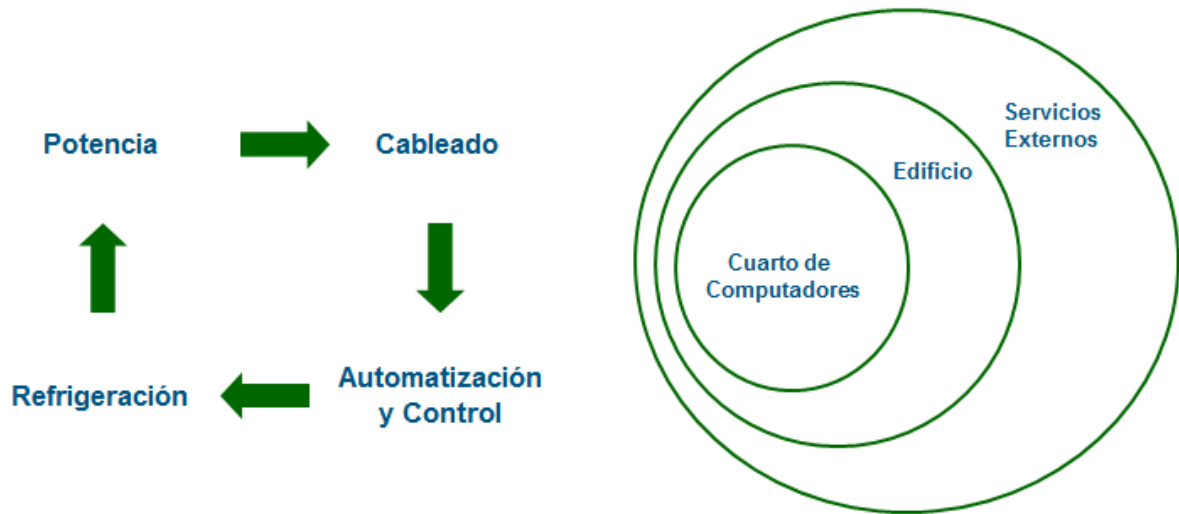 Potencia
Cableado
Refrigeración
Automatización
y Control
Servicios
Externos
Edificio
Cuarto de
Computadores